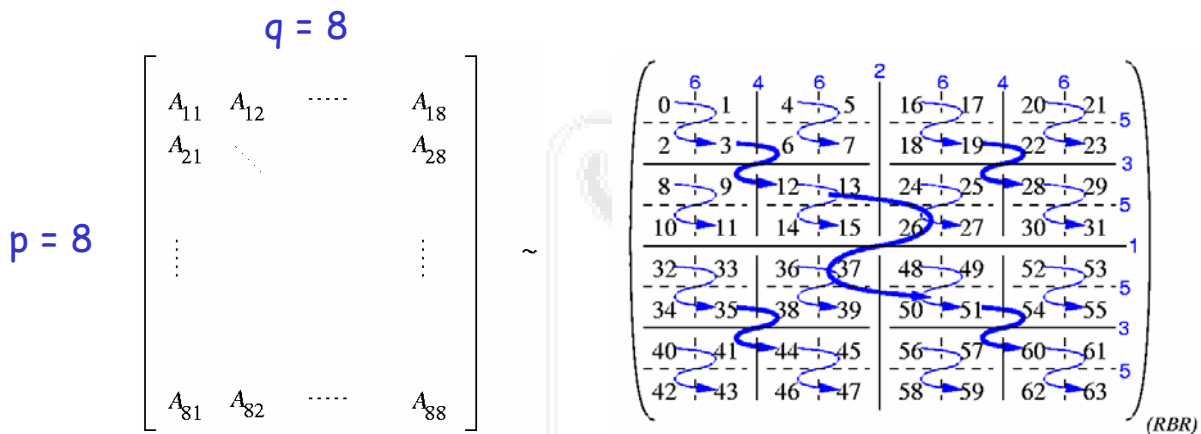 q = 8
A11 A12 ..... A18
A21 A28
p = 8
A81 A82 ..... A88
~
6 4 6 2 6 4 6
0 1 4 5 16 17 20 21
5
2 3 6 7 18 19 22 23
3
8 9 12 13 24 25 28 29
5
10 11 14 15 26 27 30 31
1
32 33 36 37 48 49 52 53
5
34 35 38 39 50 51 54 55
3
40 41 44 45 56 57 60 61
5
42 43 46 47 58 59 62 63
(RBR)